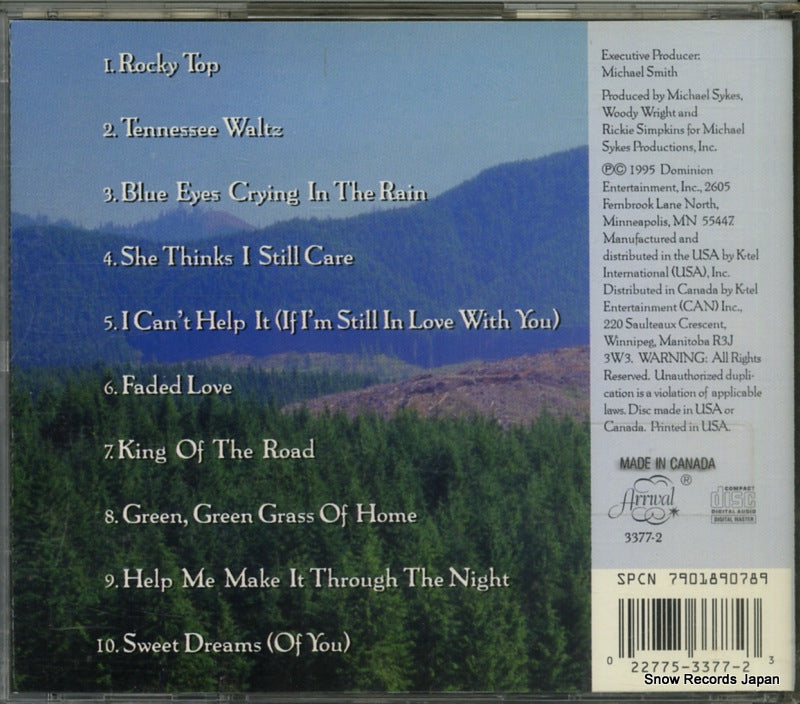 1. Rocky Top
2. Tennessee Waltz
3. Blue Eyes Crying In The Rain
4. She Thinks I Still Care
5. I Can't Help It (If I'm Still In Love With You)
6. Faded Love
7. King Of The Road
8. Green, Green Grass Of Home
9. Help Me Make It Through The Night
10. Sweet Dreams (Of You)
Executive Producer:
Michael Smith
Produced by Michael Sykes,
Woody Wright and
Rickie Simpkins for Michael
Sykes Productions, Inc.
℗© 1995 Dominion
Entertainment, Inc., 2605
Fernbrook Lane North,
Minneapolis, MN 55447.
Manufactured and
distributed in the USA by K-tel
International (USA), Inc.
Distributed in Canada by K-tel
Entertainment (CAN) Inc.,
220 Saulteaux Crescent,
Winnipeg, Manitoba R3J
3W3. WARNING: All Rights
Reserved. Unauthorized dupli-
cation is a violation of applicable
laws. Disc made in USA or
Canada. Printed in USA.
MADE IN CANADA
Arrival ®
COMPACT
disc
DIGITAL AUDIO
DIGITAL MASTER
3377-2
SPCN 7901890789
0 22775-3377-2 3
Snow Records Japan